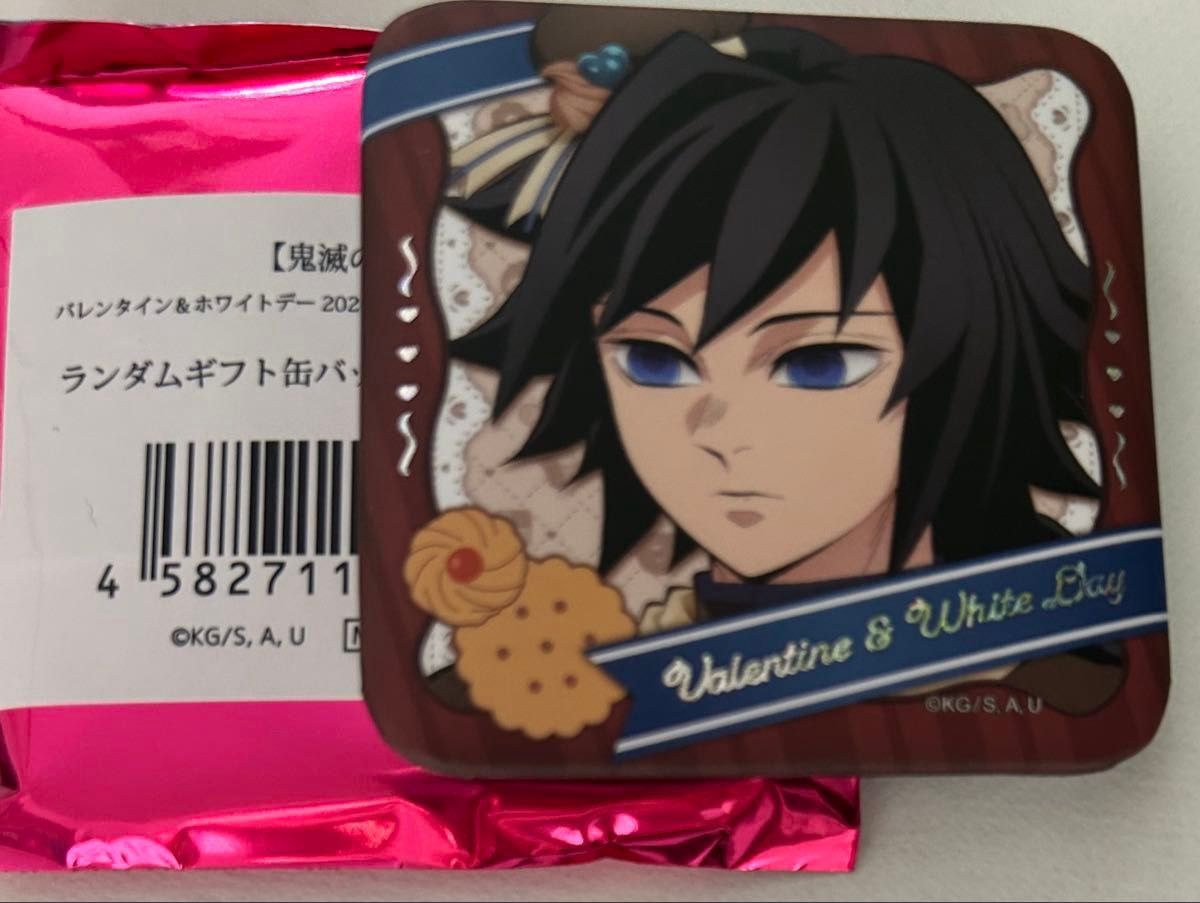 【鬼滅の
バレンタイン＆ホワイトデー 202
ランダムギフト缶バッ
4 582711
©KG/S, A, U
Valentine & White Day
©KG/S, A, U